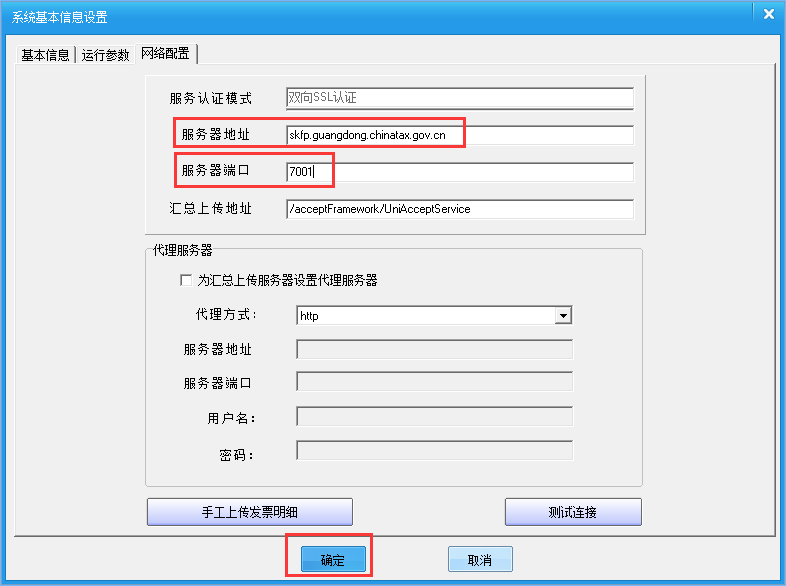 系统基本信息设置
基本信息 运行参数 网络配置
服务认证模式 双向SSL认证
服务器地址 skfp.guangdong.chinatax.gov.cn
服务器端口 7001
汇总上传地址 /acceptFramework/UniAcceptService
代理服务器
为汇总上传服务器设置代理服务器
代理方式: http
服务器地址
服务器端口
用户名:
密码:
手工上传发票明细 测试连接
确定 取消